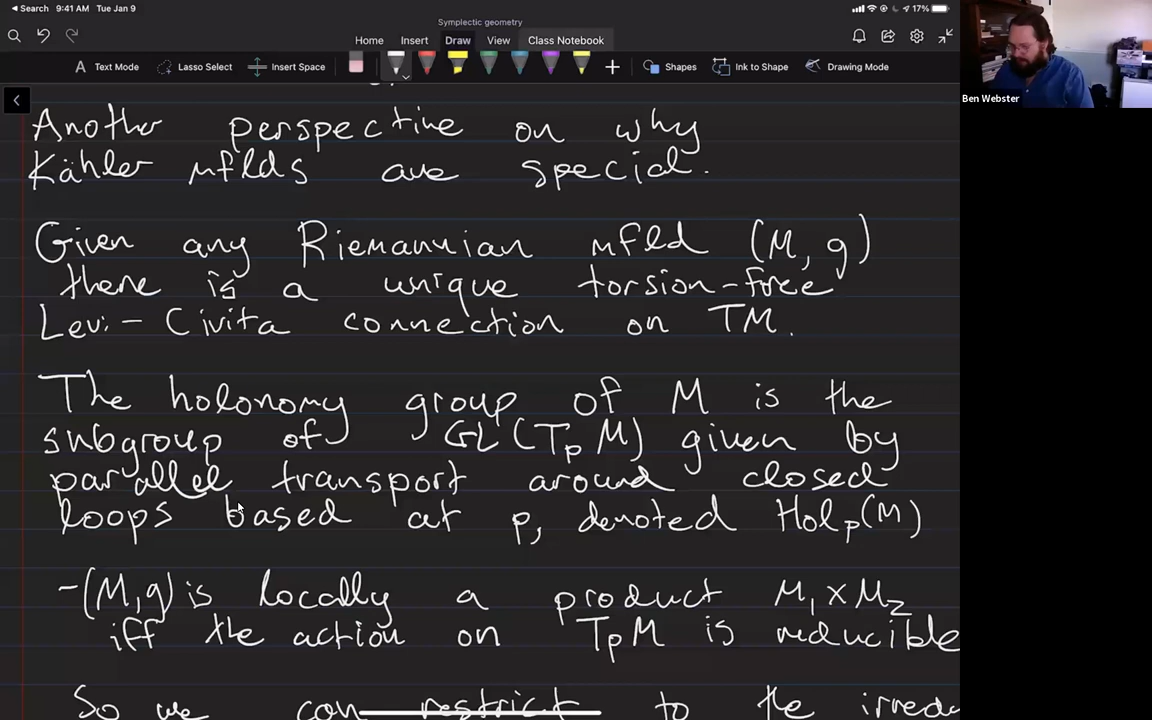 Search 9:41 AM Tue Jan 9
Symplectic geometry
17%
Home Insert Draw View Class Notebook
Text Mode Lasso Select Insert Space Shapes Ink to Shape Drawing Mode
Ben Webster
Another perspective on why
Kähler mflds are special.
Given any Riemannian mfld (M, g)
there is a unique torsion-free
Levi-Civita connection on TM.
The holonomy group of M is the
subgroup of GL(TpM) given by
parallel transport around closed
loops based at p, denoted Holp(M)
-(M,g) is locally a product M₁×M₂
iff the action on TpM is reducible
So we can restrict to the irred